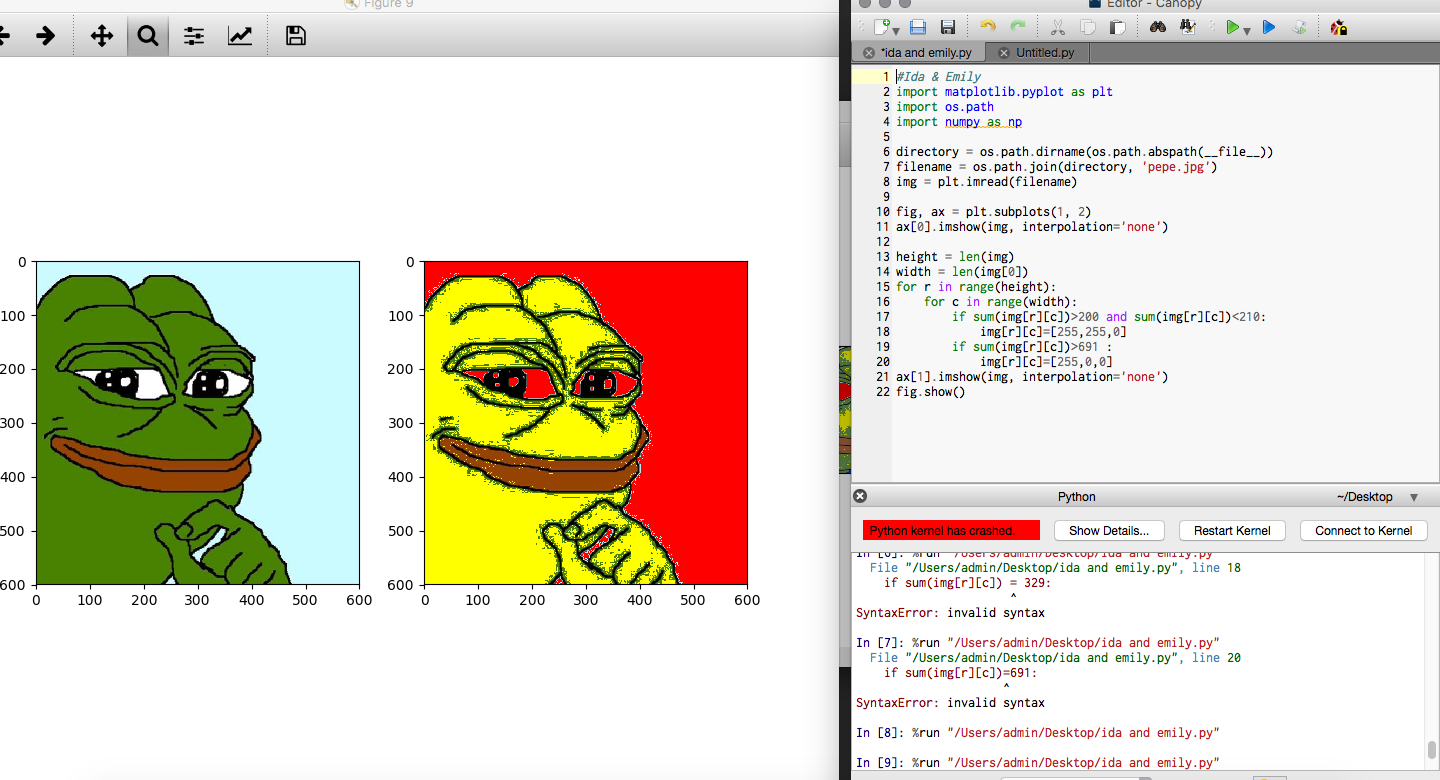 Figure 9
0
100
200
300
400
500
600
0 100 200 300 400 500 600
0
100
200
300
400
500
600
0 100 200 300 400 500 600
Editor - Canopy
*ida and emily.py
Untitled.py
1 #Ida & Emily
2 import matplotlib.pyplot as plt
3 import os.path
4 import numpy as np
5
6 directory = os.path.dirname(os.path.abspath(__file__))
7 filename = os.path.join(directory, 'pepe.jpg')
8 img = plt.imread(filename)
9
10 fig, ax = plt.subplots(1, 2)
11 ax[0].imshow(img, interpolation='none')
12
13 height = len(img)
14 width = len(img[0])
15 for r in range(height):
16     for c in range(width):
17         if sum(img[r][c])>200 and sum(img[r][c])<210:
18             img[r][c]=[255,255,0]
19         if sum(img[r][c])>691 :
20             img[r][c]=[255,0,0]
21 ax[1].imshow(img, interpolation='none')
22 fig.show()
Python
~/Desktop
Python kernel has crashed.
Show Details...
Restart Kernel
Connect to Kernel
In [6]: %run "/Users/admin/Desktop/ida and emily.py"
  File "/Users/admin/Desktop/ida and emily.py", line 18
    if sum(img[r][c]) = 329:
                      ^
SyntaxError: invalid syntax
In [7]: %run "/Users/admin/Desktop/ida and emily.py"
  File "/Users/admin/Desktop/ida and emily.py", line 20
    if sum(img[r][c])=691:
                     ^
SyntaxError: invalid syntax
In [8]: %run "/Users/admin/Desktop/ida and emily.py"
In [9]: %run "/Users/admin/Desktop/ida and emily.py"